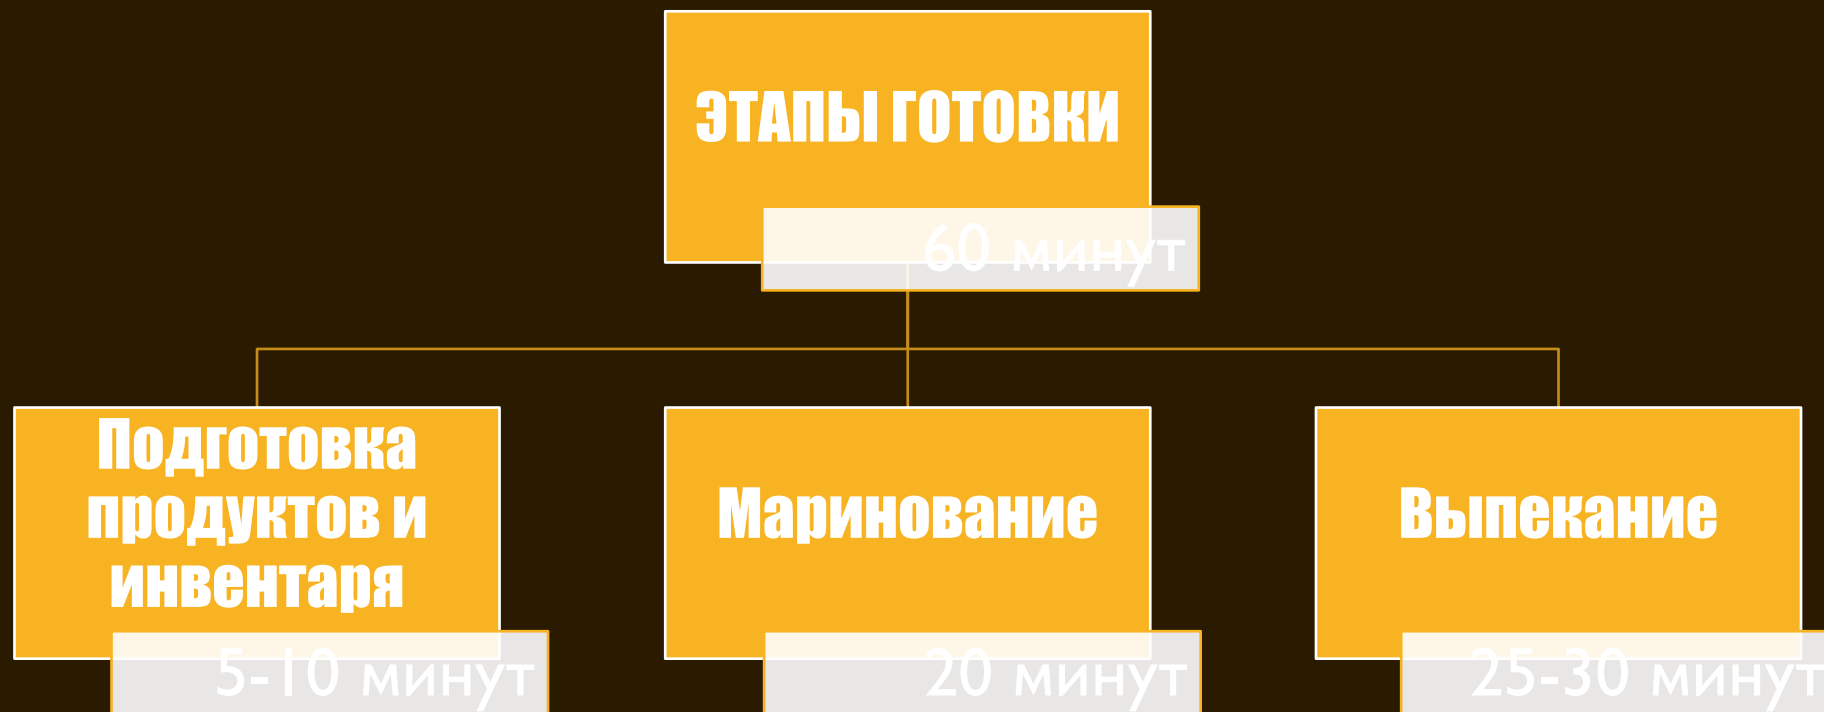 ЭТАПЫ ГОТОВКИ
60 минут
Подготовка
продуктов и
инвентаря
5-10 минут
Маринование
20 минут
Выпекание
25-30 минут